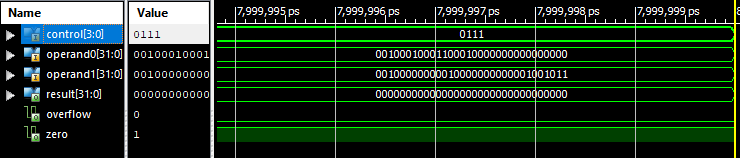 Name Value 7,999,995 ps 7,999,996 ps 7,999,997 ps 7,999,998 ps 7,999,999 ps
control[3:0] 0111 0111
operand0[31:0] 00100010001 00100010001100010000000000000000
operand1[31:0] 00100000000 00100000000100000000000001001011
result[31:0] 00000000000 00000000000000000000000000000000
overflow 0
zero 1